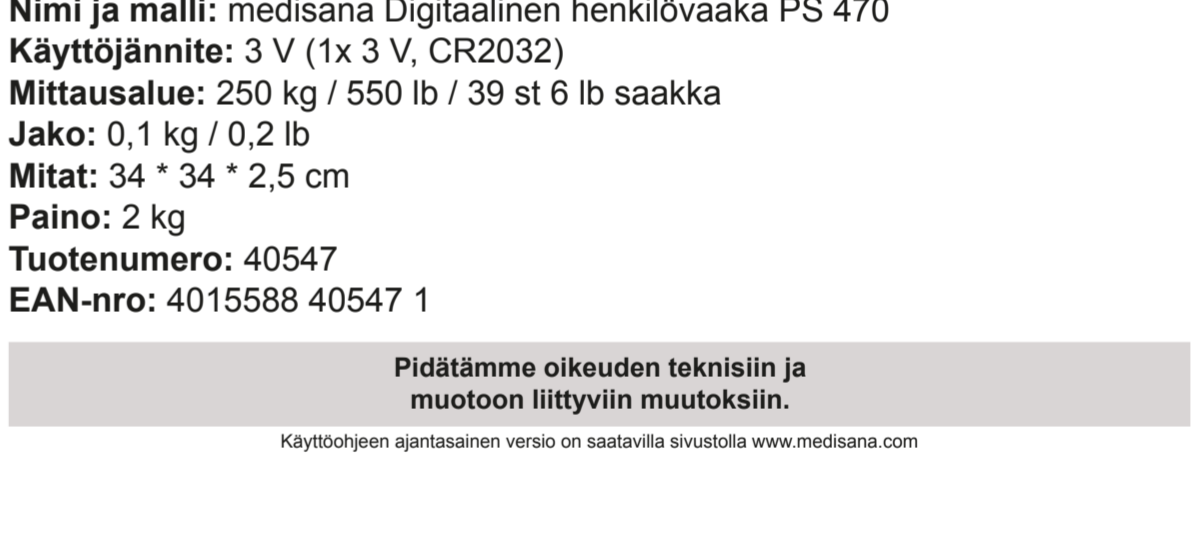 Nimi ja malli: medisana Digitaalinen henkilövaaka PS 470
Käyttöjännite: 3 V (1x 3 V, CR2032)
Mittausalue: 250 kg / 550 lb / 39 st 6 lb saakka
Jako: 0,1 kg / 0,2 lb
Mitat: 34 * 34 * 2,5 cm
Paino: 2 kg
Tuotenumero: 40547
EAN-nro: 4015588 40547 1
Pidätämme oikeuden teknisiin ja
muotoon liittyviin muutoksiin.
Käyttöohjeen ajantasainen versio on saatavilla sivustolla www.medisana.com